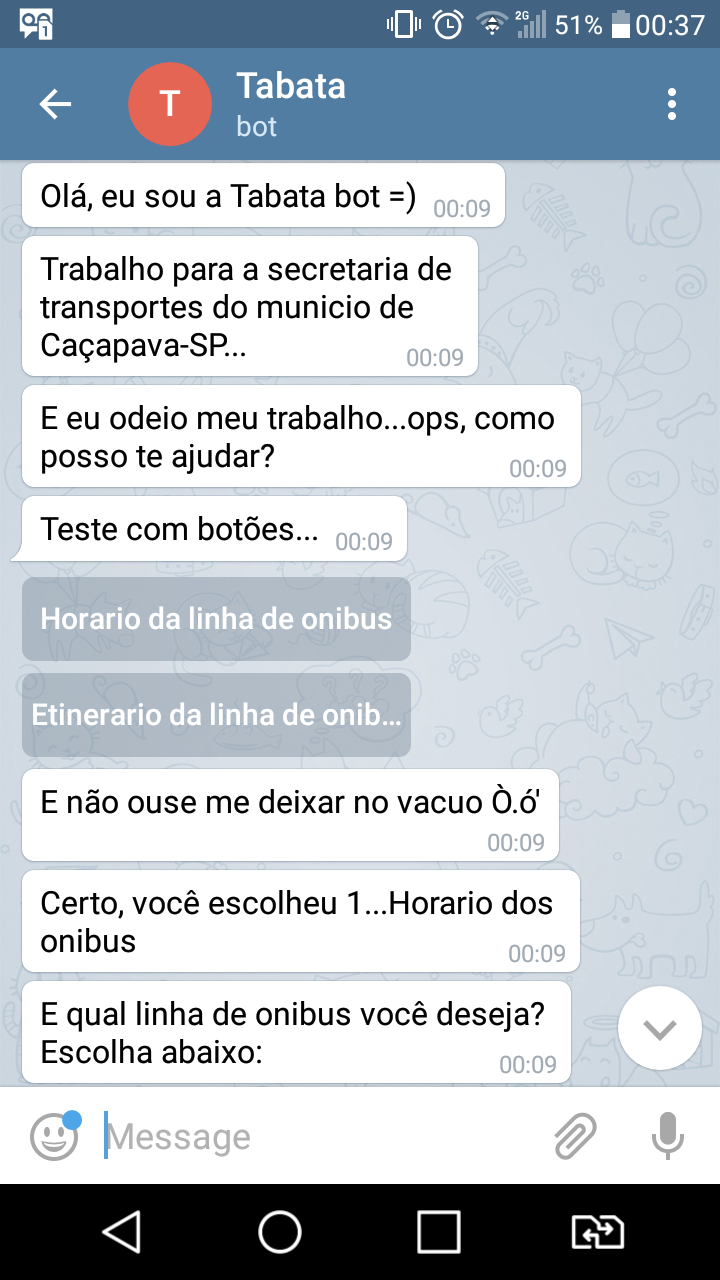 2G
51%
00:37
T
Tabata
bot
Olá, eu sou a Tabata bot =)
00:09
Trabalho para a secretaria de
transportes do municio de
Caçapava-SP...
00:09
E eu odeio meu trabalho...ops, como
posso te ajudar?
00:09
Teste com botões...
00:09
Horario da linha de onibus
Etinerario da linha de onib...
E não ouse me deixar no vacuo Ò.ó'
00:09
Certo, você escolheu 1...Horario dos
onibus
00:09
E qual linha de onibus você deseja?
Escolha abaixo:
00:09
Message